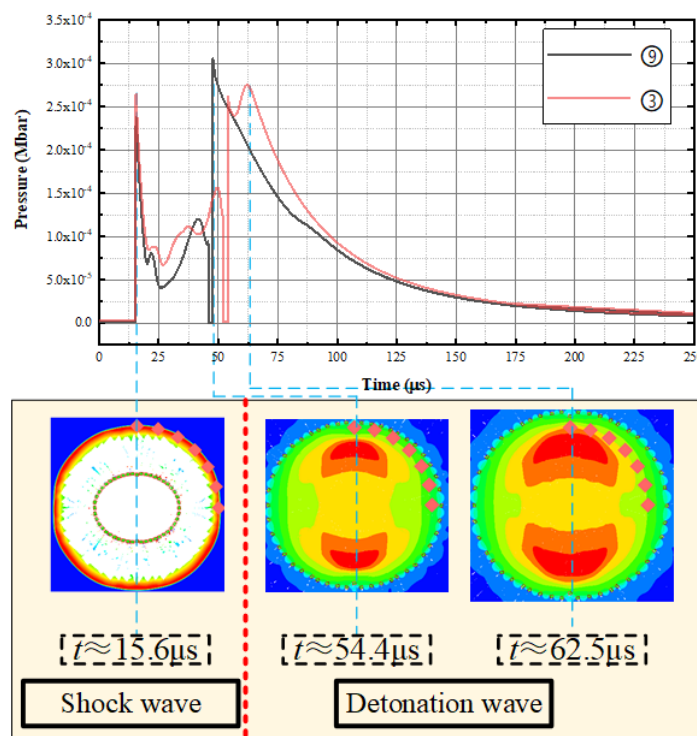 3.5x10⁻⁴
3.0x10⁻⁴
2.5x10⁻⁴
2.0x10⁻⁴
1.5x10⁻⁴
1.0x10⁻⁴
5.0x10⁻⁵
0.0
Pressure (Mbar)
⑨
③
0 25 50 75 100 125 150 175 200 225 25
Time (μs)
t≈15.6μs t≈54.4μs t≈62.5μs
Shock wave Detonation wave